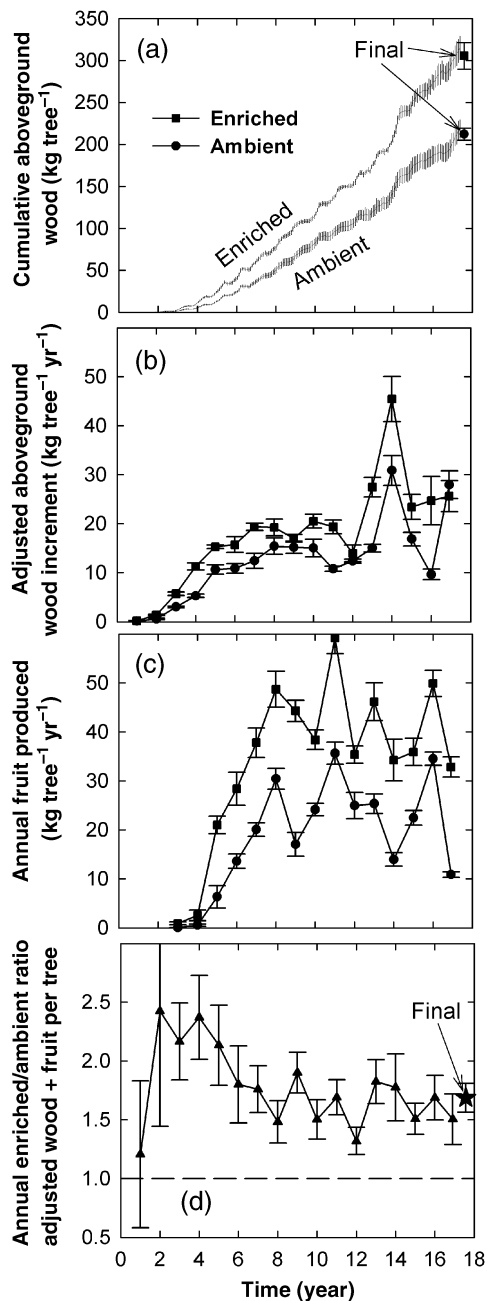 350
300
250
200
150
100
50
0
Cumulative aboveground
wood (kg tree⁻¹)
(a)
Final
Enriched
Ambient
Enriched
Ambient
50
40
30
20
10
0
Adjusted aboveground
wood increment (kg tree⁻¹ yr⁻¹)
(b)
50
40
30
20
10
0
Annual fruit produced
(kg tree⁻¹ yr⁻¹)
(c)
2.5
2.0
1.5
1.0
0.5
Annual enriched/ambient ratio
adjusted wood + fruit per tree
Final
(d)
0 2 4 6 8 10 12 14 16 18
Time (year)